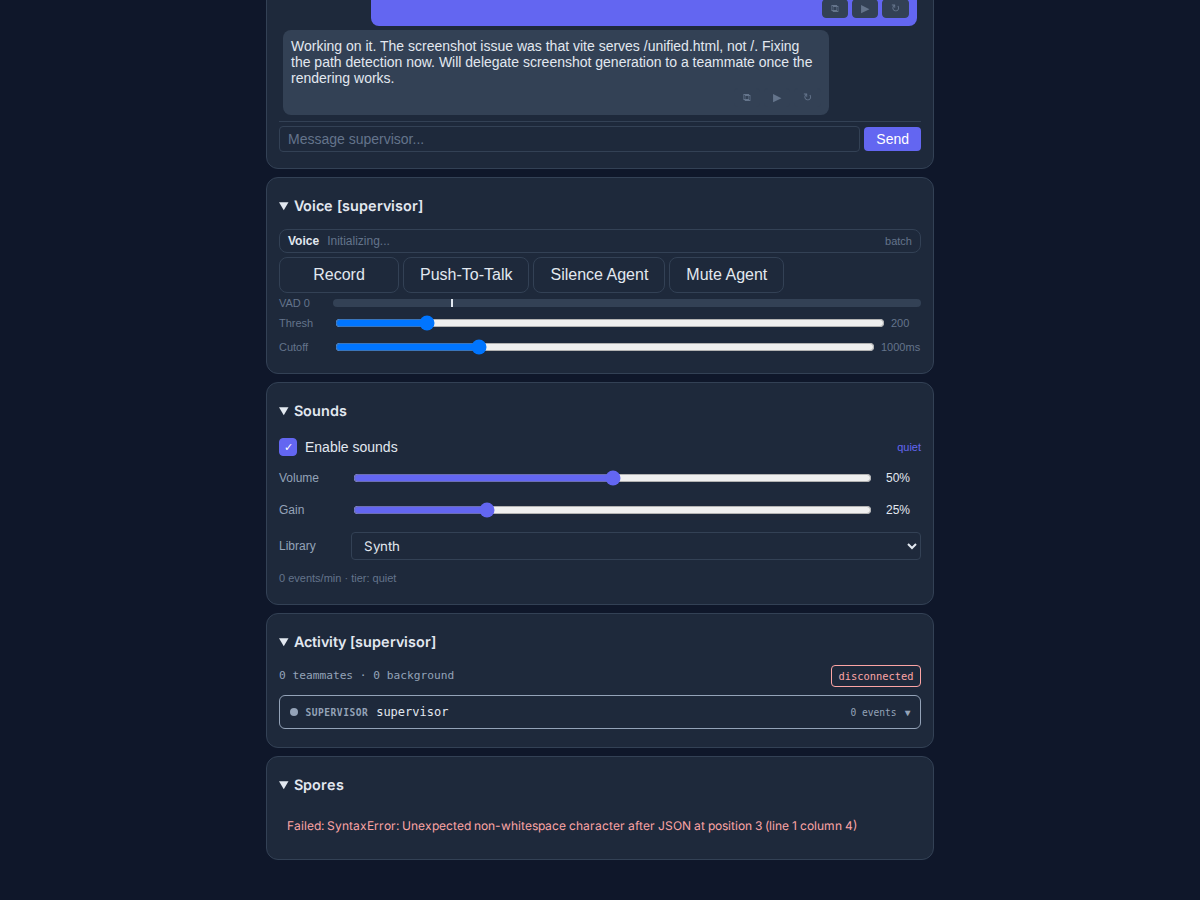 Working on it. The screenshot issue was that vite serves /unified.html, not /. Fixing
the path detection now. Will delegate screenshot generation to a teammate once the
rendering works.
Message supervisor...
Send
▼ Voice [supervisor]
Voice Initializing... batch
Record Push-To-Talk Silence Agent Mute Agent
VAD 0
Thresh 200
Cutoff 1000ms
▼ Sounds
✓ Enable sounds quiet
Volume 50%
Gain 25%
Library Synth
0 events/min · tier: quiet
▼ Activity [supervisor]
0 teammates · 0 background disconnected
SUPERVISOR supervisor 0 events ▼
▼ Spores
Failed: SyntaxError: Unexpected non-whitespace character after JSON at position 3 (line 1 column 4)